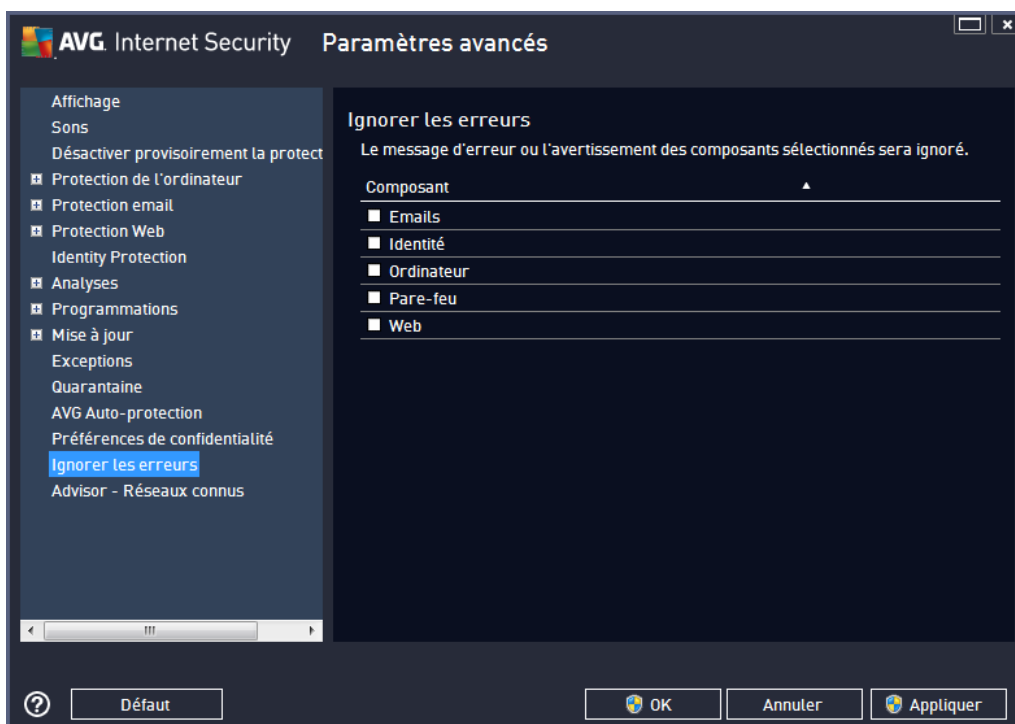 AVG. Internet Security Paramètres avancés
Affichage
Sons
Désactiver provisoirement la protect
Protection de l'ordinateur
Protection email
Protection Web
Identity Protection
Analyses
Programmations
Mise à jour
Exceptions
Quarantaine
AVG Auto-protection
Préférences de confidentialité
Ignorer les erreurs
Advisor - Réseaux connus
Ignorer les erreurs
Le message d'erreur ou l'avertissement des composants sélectionnés sera ignoré.
Composant
Emails
Identité
Ordinateur
Pare-feu
Web
Défaut
OK
Annuler
Appliquer